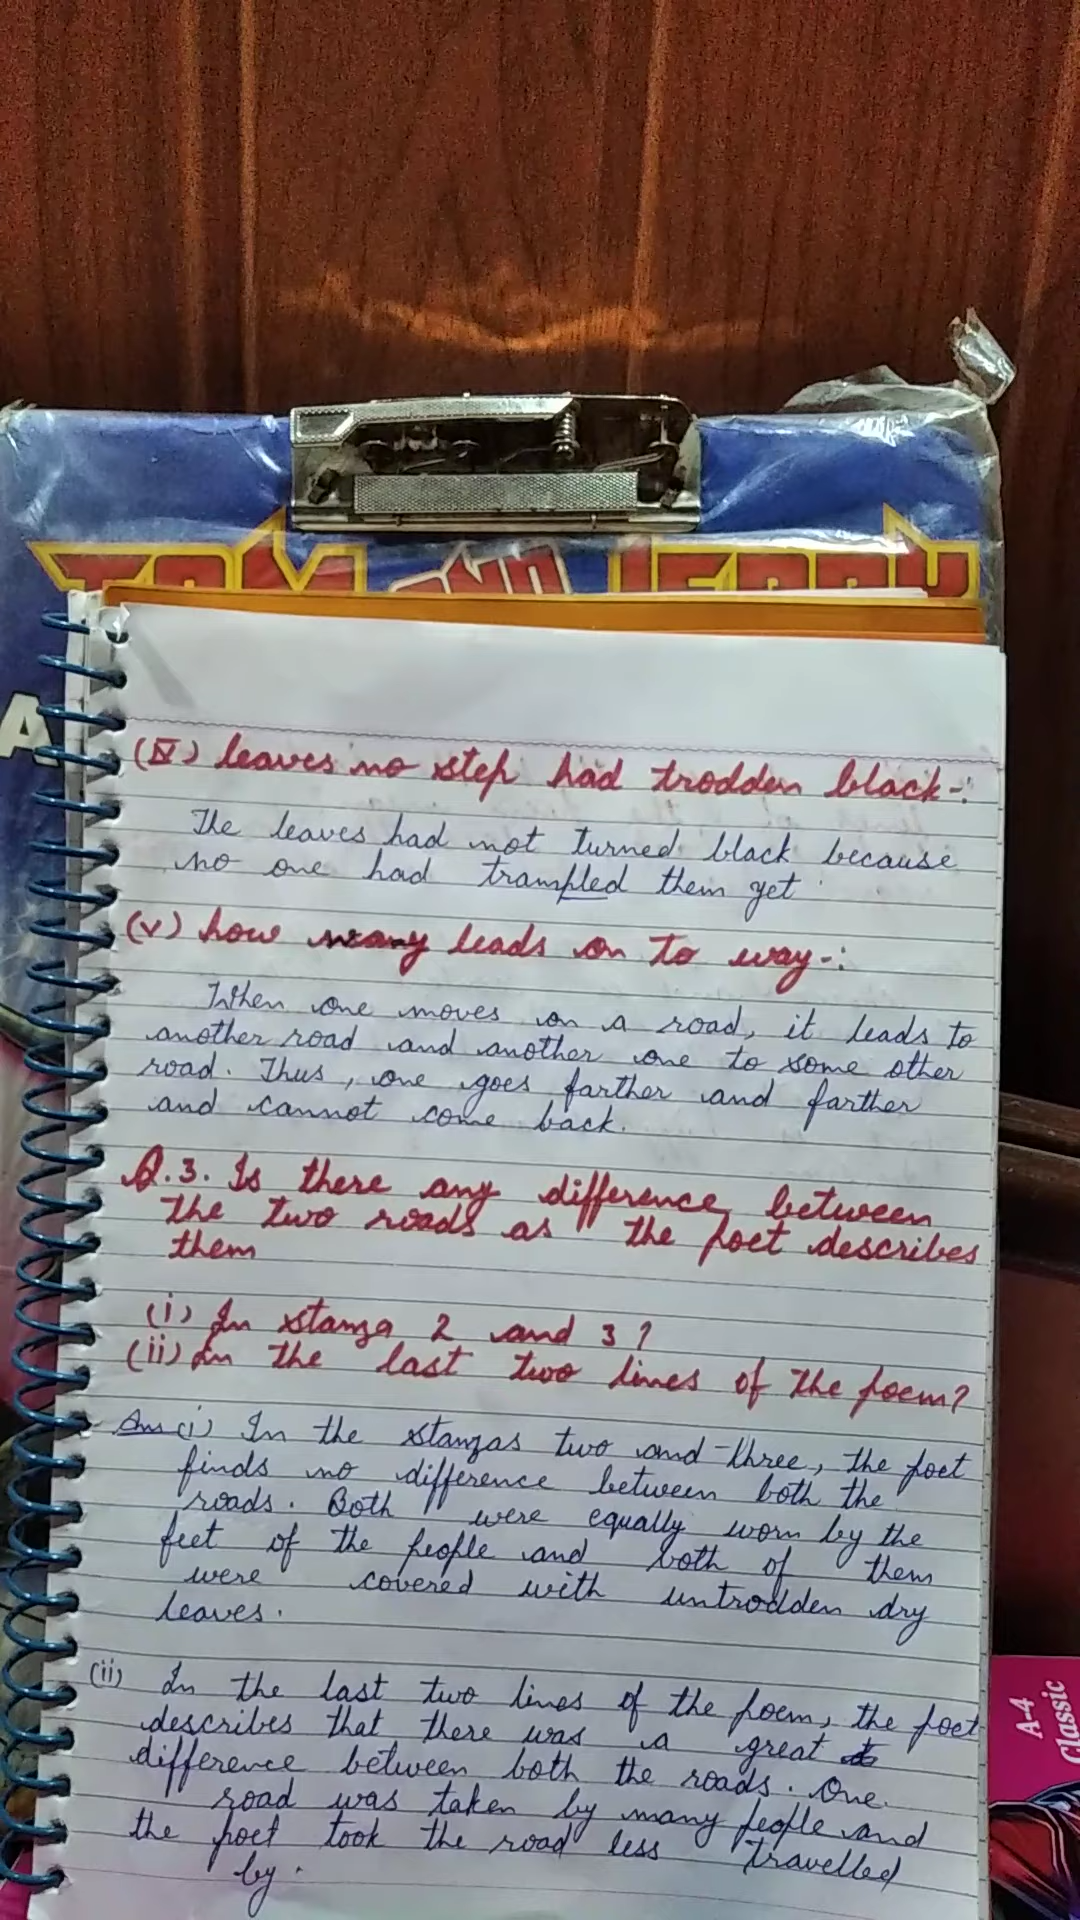 TOM AND JERRY
A
(IV) leaves no step had trodden black-:
The leaves had not turned black because
no one had trampled them yet
(v) how many leads on to way-:
When one moves on a road, it leads to
another road and another one to some other
road. Thus, one goes farther and farther
and cannot come back.
Q.3. Is there any difference between
the two roads as the poet describes
them
(i) In stanza 2 and 3?
(ii) In the last two lines of the poem?
Ans (i) In the stanzas two and three, the poet
finds no difference between both the
roads. Both were equally worn by the
feet of the people and both of them
were covered with untrodden dry
leaves.
(ii) In the last two lines of the poem, the poet
describes that there was a great
difference between both the roads. One
road was taken by many people and
the poet took the road less travelled
by.
A-4
Classic